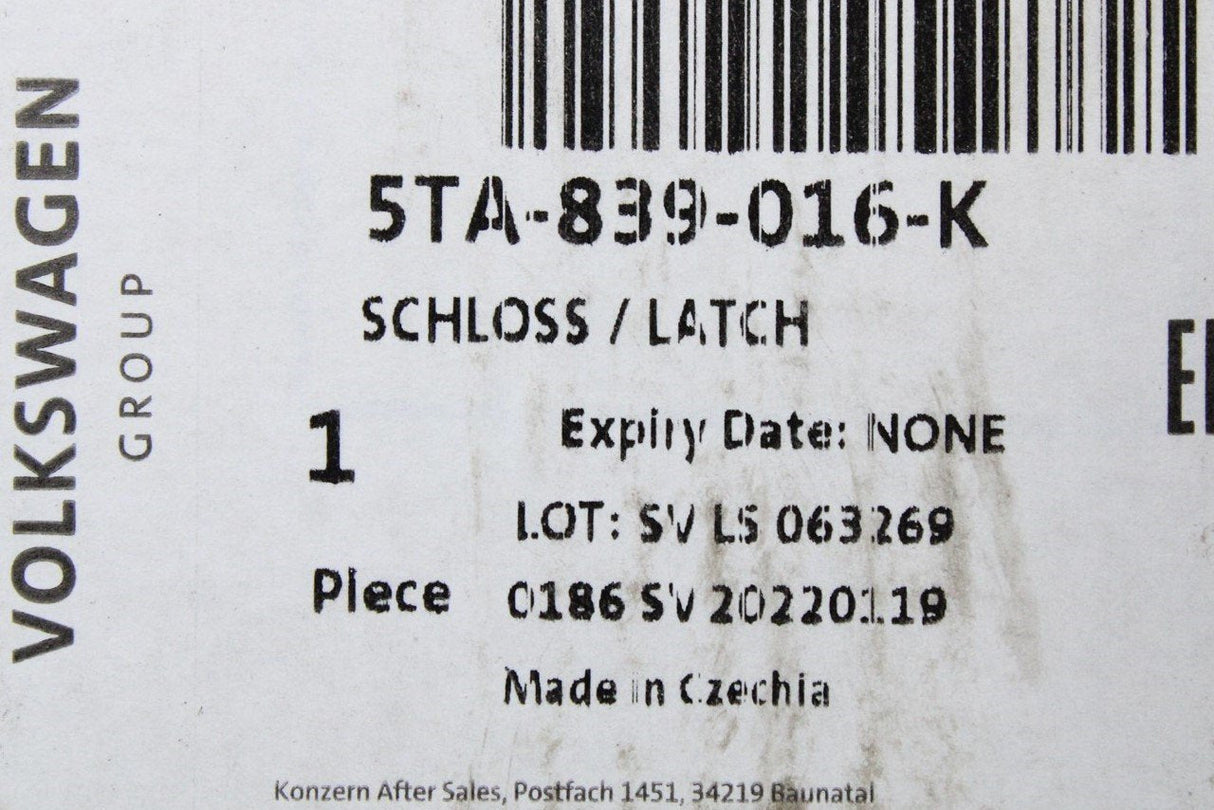 VOLKSWAGEN
GROUP
5TA-839-016-K
SCHLOSS / LATCH
1
Expiry Date: NONE
LOT: SV LS 063269
Piece
0186 SV 20220119
Made in Czechia
Konzern After Sales, Postfach 1451, 34219 Baunatal